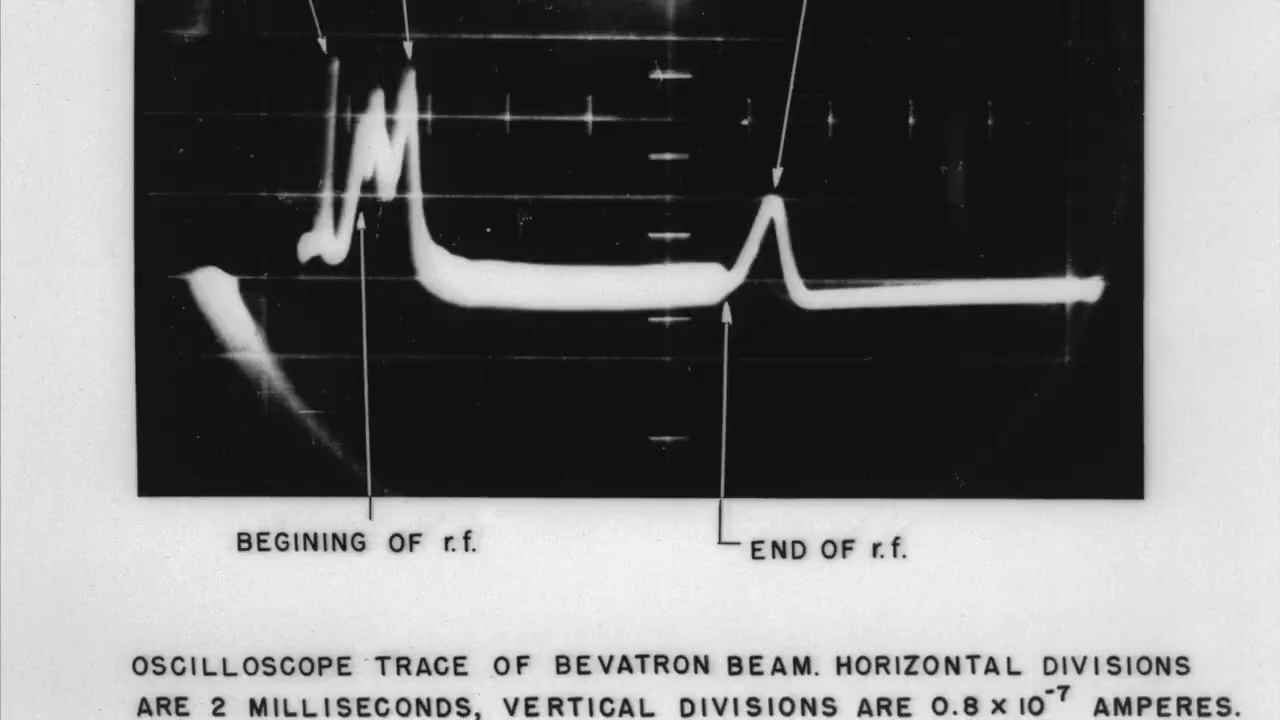 BEGINING OF r.f.
END OF r.f.
OSCILLOSCOPE TRACE OF BEVATRON BEAM. HORIZONTAL DIVISIONS
ARE 2 MILLISECONDS, VERTICAL DIVISIONS ARE 0.8 × 10⁻⁷ AMPERES.